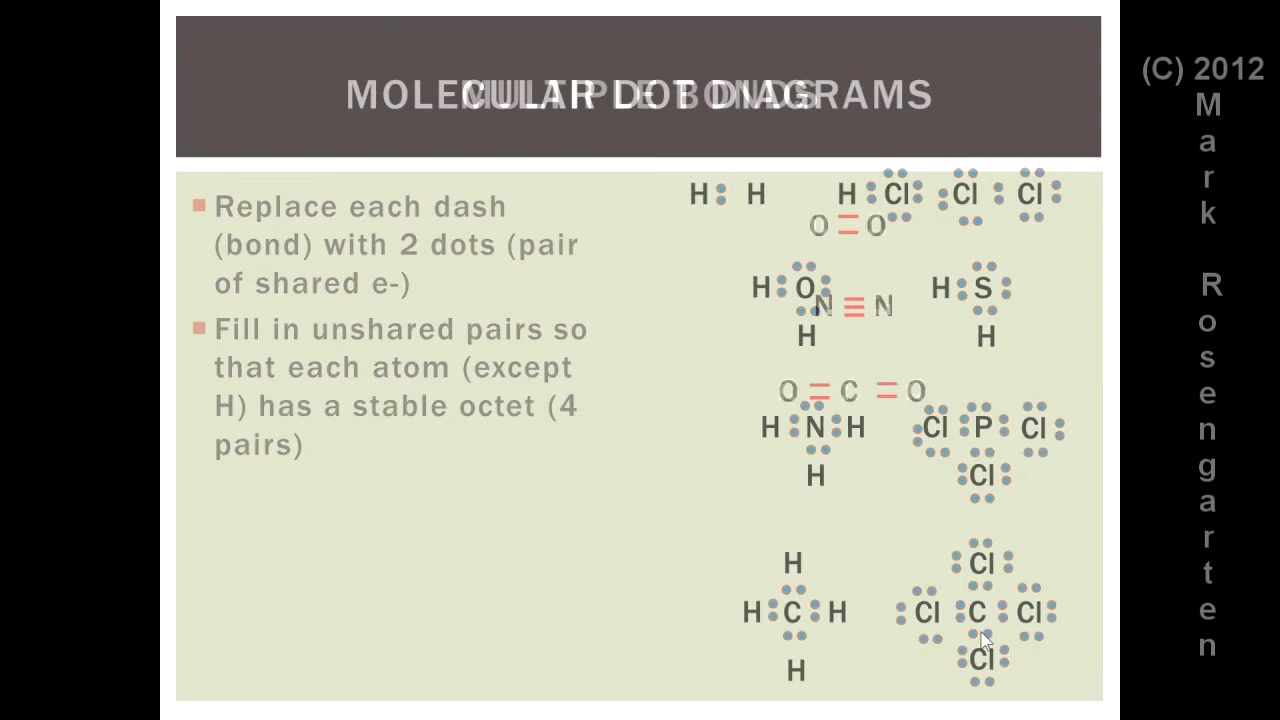 MOLECULAR DOT DIAGRAMS
MULTIPLE BONDS
Replace each dash
(bond) with 2 dots (pair
of shared e-)
Fill in unshared pairs so
that each atom (except
H) has a stable octet (4
pairs)
H H H Cl Cl Cl
O O
H O H S
N N
H H
O C O
H N H Cl P Cl
H Cl
H Cl
H C H Cl C Cl
H Cl
(C) 2012
M
a
r
k
R
o
s
e
n
g
a
r
t
e
n